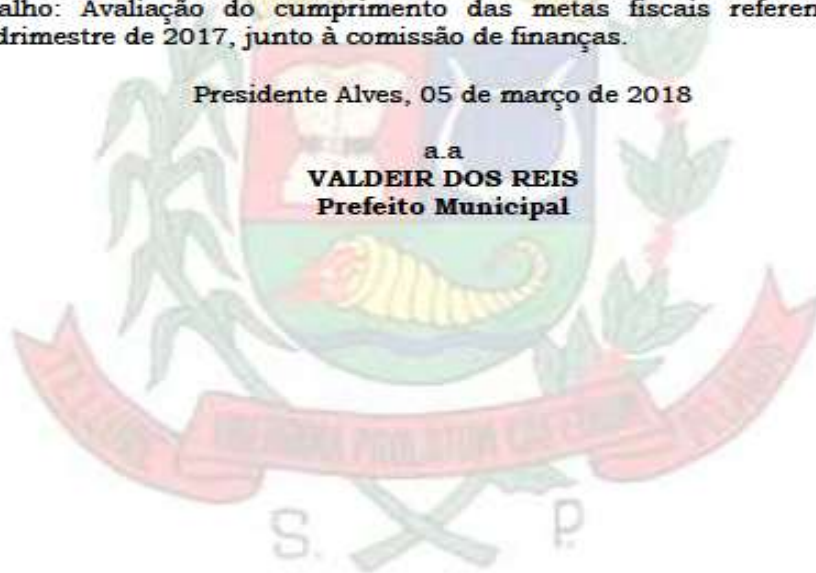 alho: Avaliação do cumprimento das metas fiscais referen
drimestre de 2017, junto à comissão de finanças.
Presidente Alves, 05 de março de 2018
a.a
VALDEIR DOS REIS
Prefeito Municipal
S. P.